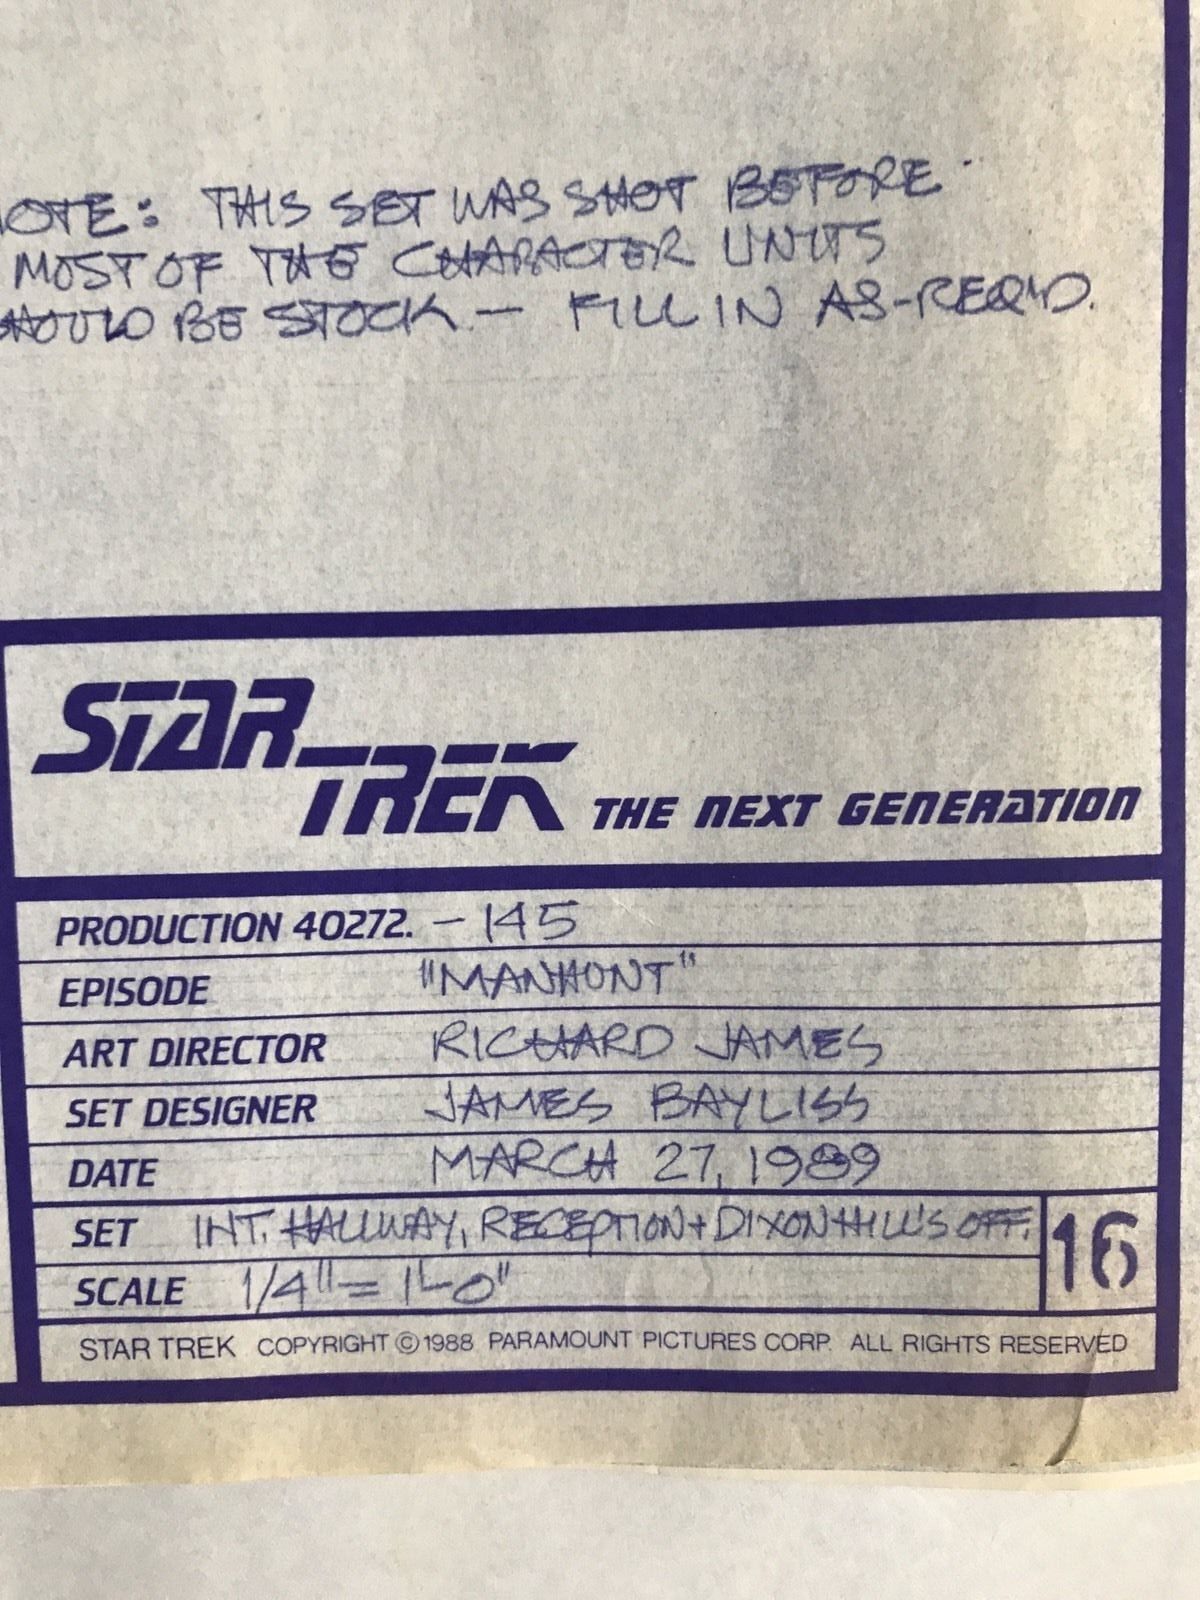 OTE: THIS SET WAS SHOT BEFORE
MOST OF THE CHARACTER UNITS
SHOULD BE STOCK — FILL IN AS-REQ'D.
STAR TREK THE NEXT GENERATION
PRODUCTION 40272. – 145
EPISODE "MANHUNT"
ART DIRECTOR RICHARD JAMES
SET DESIGNER JAMES BAYLISS
DATE MARCH 27, 1989
SET INT. HALLWAY, RECEPTION + DIXON HILL'S OFF. 16
SCALE 1/4" = 1'-0"
STAR TREK COPYRIGHT © 1988 PARAMOUNT PICTURES CORP. ALL RIGHTS RESERVED